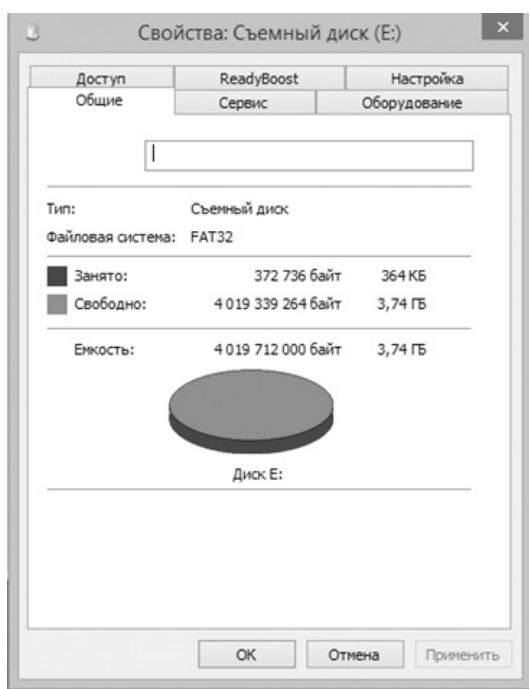 Свойства: Съемный диск (E:)
Доступ ReadyBoost Настройка
Общие Сервис Оборудование
Тип: Съемный диск
Файловая система: FAT32
Занято: 372 736 байт 364 КБ
Свободно: 4 019 339 264 байт 3,74 ГБ
Емкость: 4 019 712 000 байт 3,74 ГБ
Диск E:
OK Отмена Применить